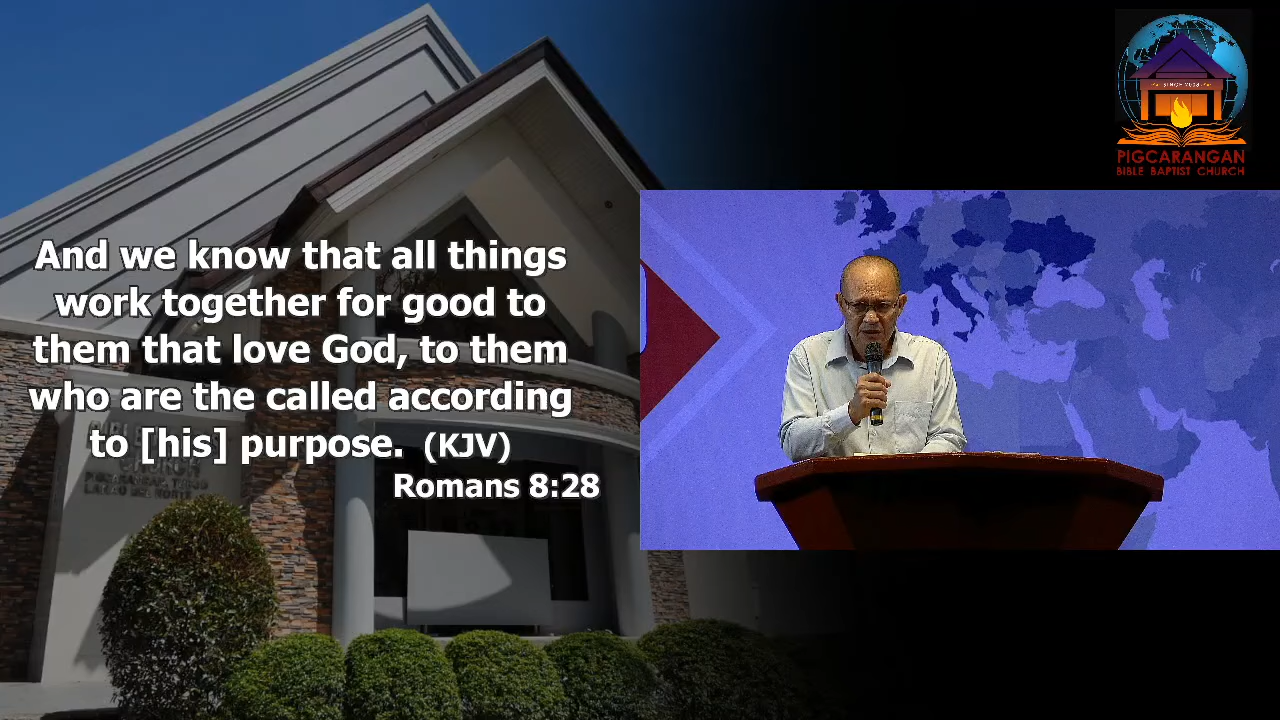 And we know that all things
work together for good to
them that love God, to them
who are the called according
to [his] purpose. (KJV)
Romans 8:28
PIGCARANGAN
BIBLE BAPTIST CHURCH